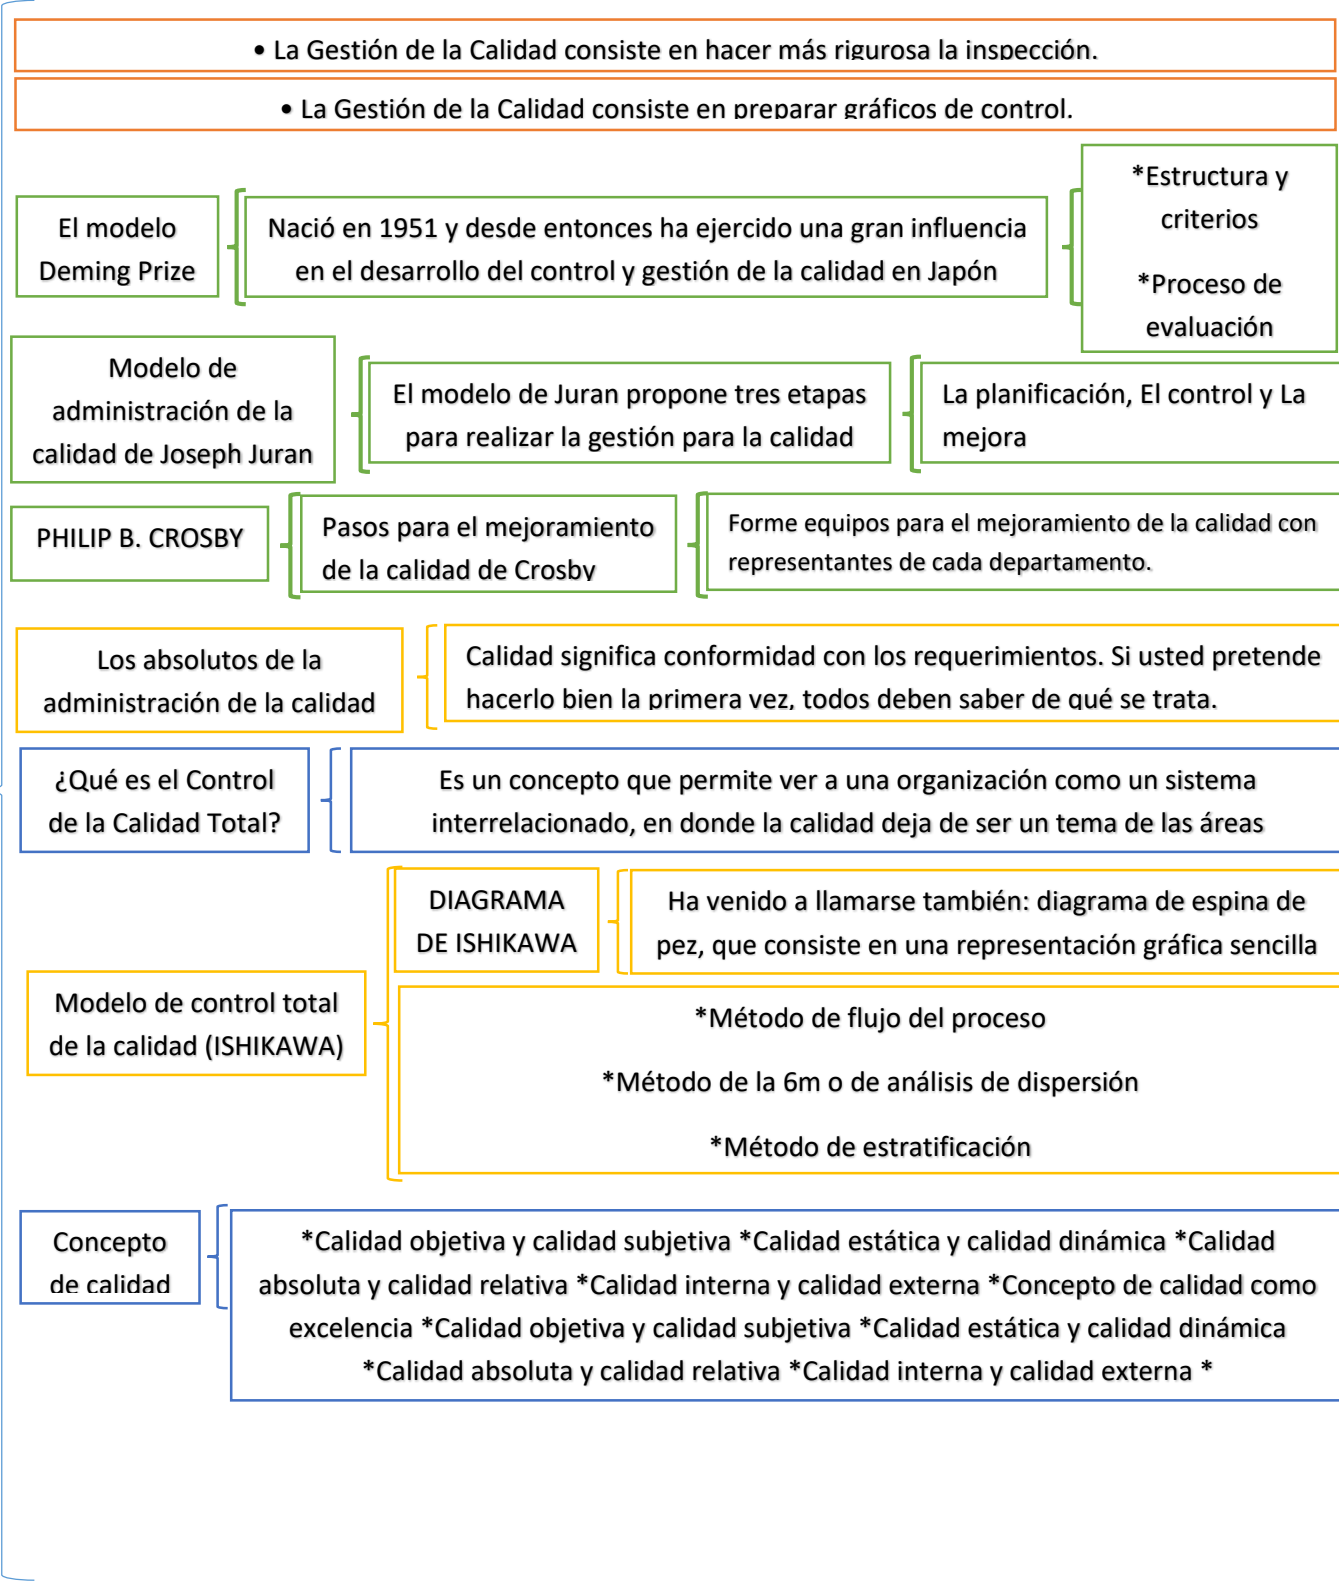 • La Gestión de la Calidad consiste en hacer más rigurosa la inspección.
• La Gestión de la Calidad consiste en preparar gráficos de control.
El modelo
Deming Prize
Nació en 1951 y desde entonces ha ejercido una gran influencia
en el desarrollo del control y gestión de la calidad en Japón
*Estructura y
criterios
*Proceso de
evaluación
Modelo de
administración de la
calidad de Joseph Juran
El modelo de Juran propone tres etapas
para realizar la gestión para la calidad
La planificación, El control y La
mejora
PHILIP B. CROSBY
Pasos para el mejoramiento
de la calidad de Crosby
Forme equipos para el mejoramiento de la calidad con
representantes de cada departamento.
Los absolutos de la
administración de la calidad
Calidad significa conformidad con los requerimientos. Si usted pretende
hacerlo bien la primera vez, todos deben saber de qué se trata.
¿Qué es el Control
de la Calidad Total?
Es un concepto que permite ver a una organización como un sistema
interrelacionado, en donde la calidad deja de ser un tema de las áreas
Modelo de control total
de la calidad (ISHIKAWA)
DIAGRAMA
DE ISHIKAWA
Ha venido a llamarse también: diagrama de espina de
pez, que consiste en una representación gráfica sencilla
*Método de flujo del proceso
*Método de la 6m o de análisis de dispersión
*Método de estratificación
Concepto
de calidad
*Calidad objetiva y calidad subjetiva *Calidad estática y calidad dinámica *Calidad
absoluta y calidad relativa *Calidad interna y calidad externa *Concepto de calidad como
excelencia *Calidad objetiva y calidad subjetiva *Calidad estática y calidad dinámica
*Calidad absoluta y calidad relativa *Calidad interna y calidad externa *